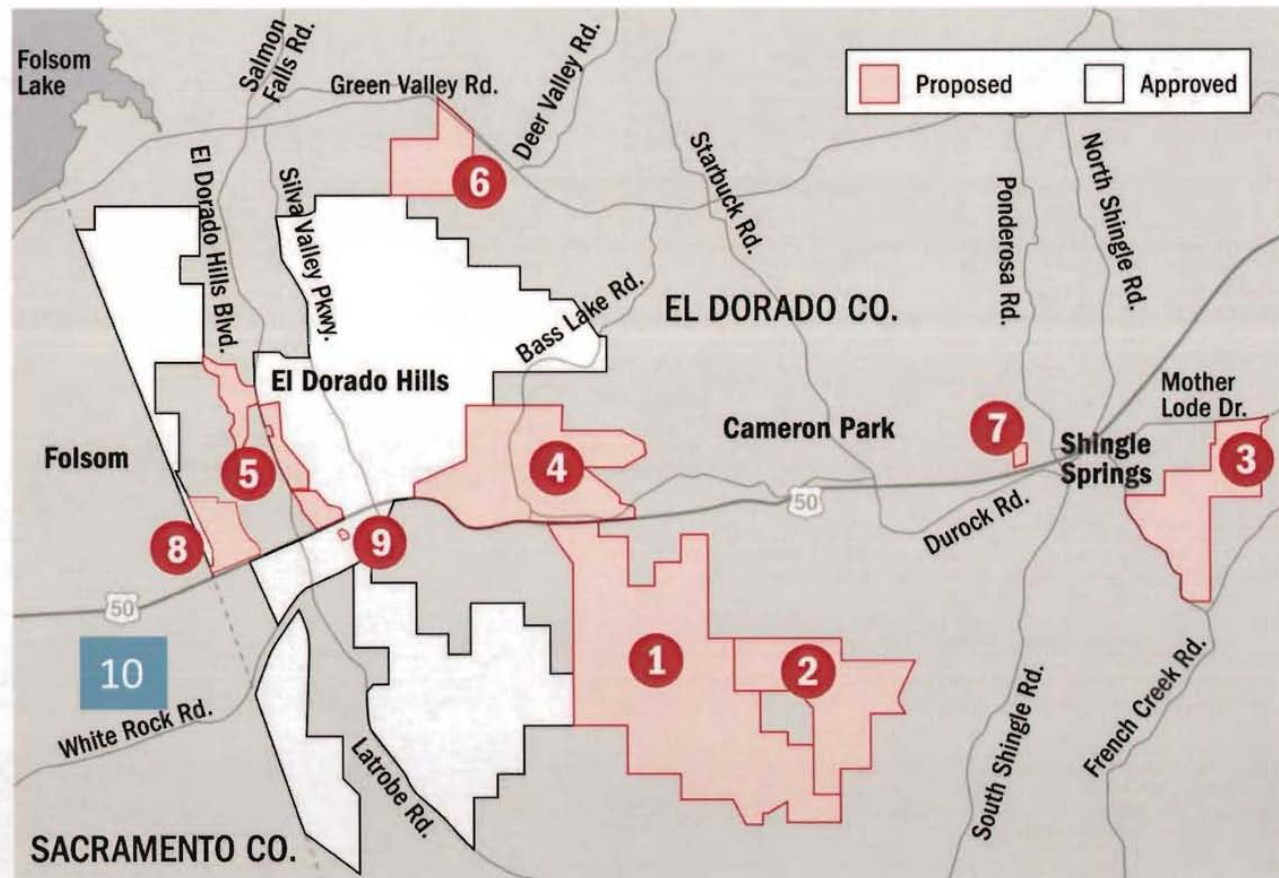 Folsom
Lake
Salmon
Falls Rd.
Green Valley Rd.
Deer Valley Rd.
Proposed
Approved
El Dorado Hills Blvd.
Silva Valley Pkwy.
6
Starbuck Rd.
Ponderosa Rd.
North Shingle Rd.
Bass Lake Rd.
EL DORADO CO.
El Dorado Hills
Mother
Lode Dr.
Folsom
5
4
Cameron Park
7
Shingle
Springs
3
50
Durock Rd.
8
9
50
10
White Rock Rd.
1
2
Latrobe Rd.
South Shingle Rd.
French Creek Rd.
SACRAMENTO CO.